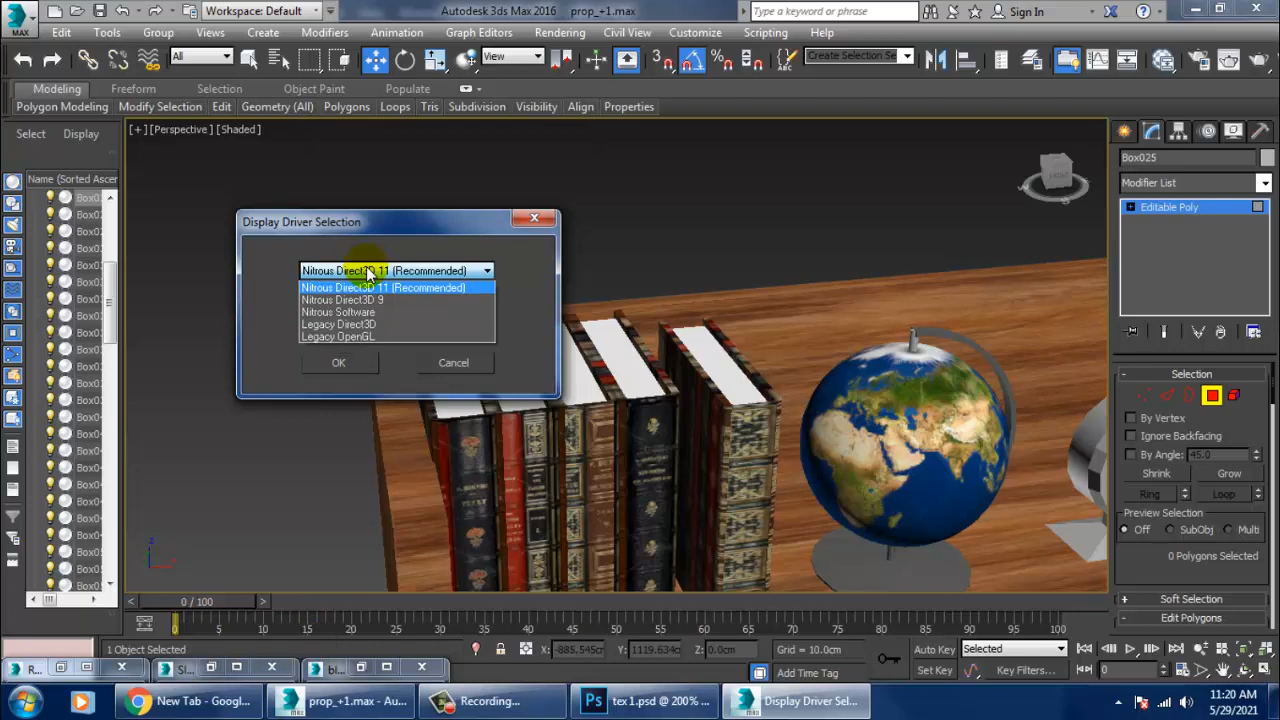 Workspace: Default
Autodesk 3ds Max 2016 prop_+1.max
Type a keyword or phrase
Sign In
MAX
Edit Tools Group Views Create Modifiers Animation Graph Editors Rendering Civil View Customize Scripting Help
All
View
Create Selection Se
Modeling Freeform Selection Object Paint Populate
Polygon Modeling Modify Selection Edit Geometry (All) Polygons Loops Tris Subdivision Visibility Align Properties
Select Display
[+] [Perspective ] [Shaded ]
Name (Sorted Ascer
Box025
Modifier List
Editable Poly
Display Driver Selection
Nitrous Direct3D 11 (Recommended)
Nitrous Direct3D 11 (Recommended)
Nitrous Direct3D 9
Nitrous Software
Legacy Direct3D
Legacy OpenGL
OK Cancel
Selection
By Vertex
Ignore Backfacing
By Angle: 45.0
Shrink Grow
Ring Loop
Preview Selection
Off SubObj Multi
0 Polygons Selected
Soft Selection
Edit Polygons
0 / 100
0 5 10 15 20 25 30 35 40 45 50 55 60 65 70 75 80 85 90 95 100
1 Object Selected
X: -885.545cm Y: 1119.634c Z: 0.0cm
Grid = 10.0cm
Add Time Tag
Auto Key Selected
Set Key Key Filters...
0
R...
Sl...
bl...
New Tab - Googl...
prop_+1.max - Au...
Recording...
Ps tex1.psd @ 200% ...
Display Driver Sel...
11:20 AM
5/29/2021